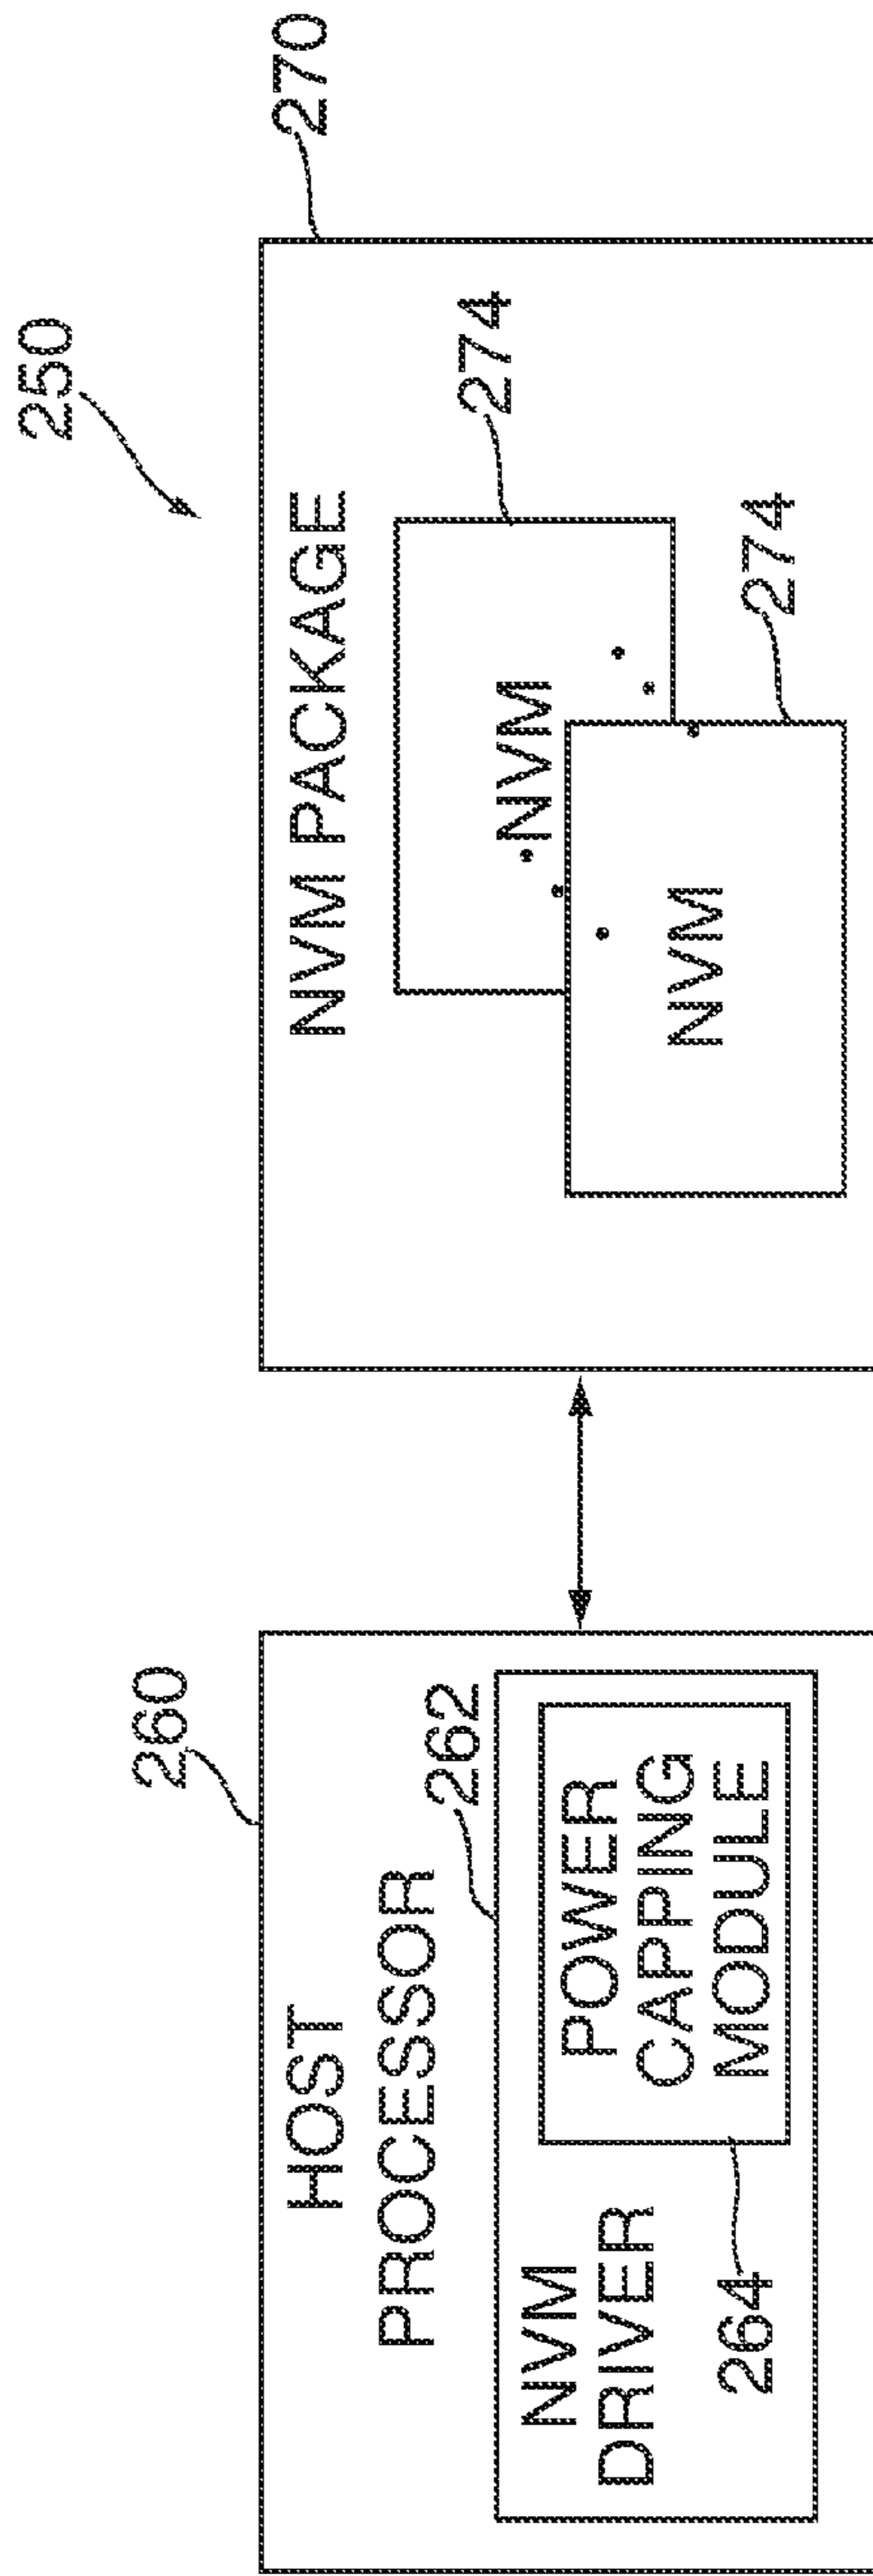 250
260
270
HOST
PROCESSOR
262
NVM
DRIVER
264
POWER
CAPPING
MODULE
NVM PACKAGE
274
NVM
274
NVM